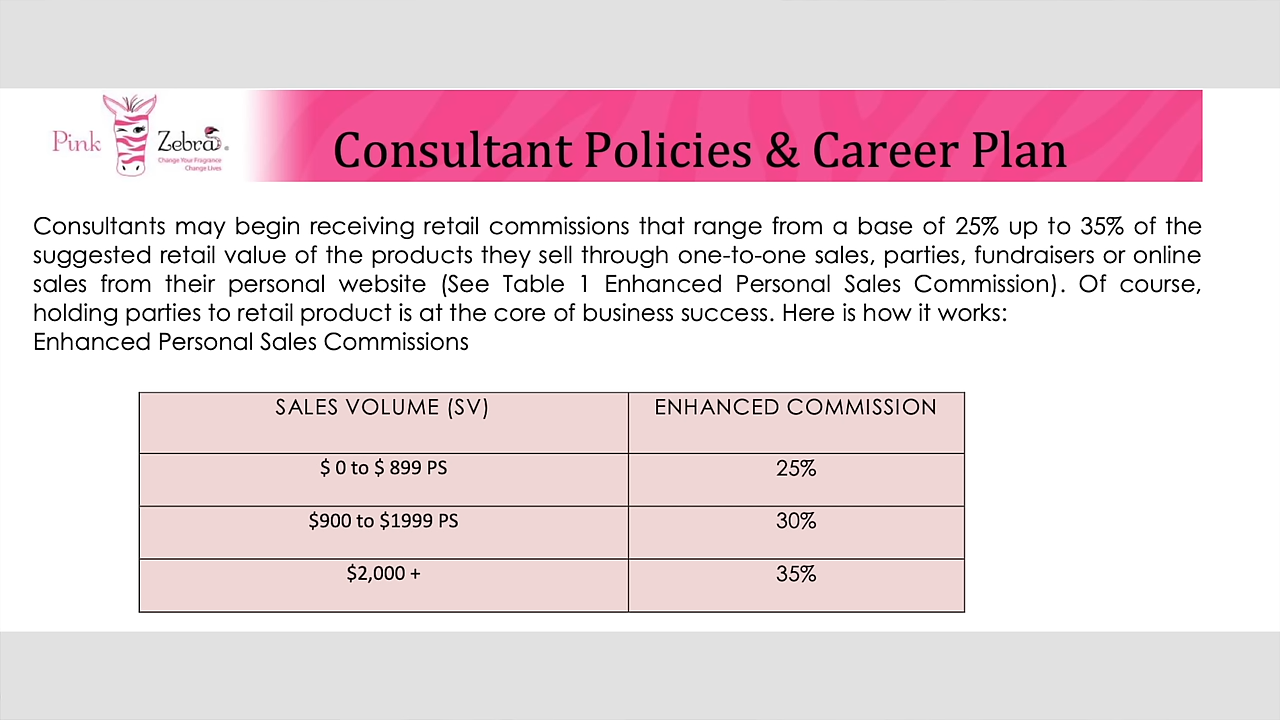 Pink Zebra®
Change Your Fragrance
Change Lives
Consultant Policies & Career Plan
Consultants may begin receiving retail commissions that range from a base of 25% up to 35% of the
suggested retail value of the products they sell through one-to-one sales, parties, fundraisers or online
sales from their personal website (See Table 1 Enhanced Personal Sales Commission). Of course,
holding parties to retail product is at the core of business success. Here is how it works:
Enhanced Personal Sales Commissions
SALES VOLUME (SV) ENHANCED COMMISSION
$ 0 to $ 899 PS 25%
$900 to $1999 PS 30%
$2,000 + 35%